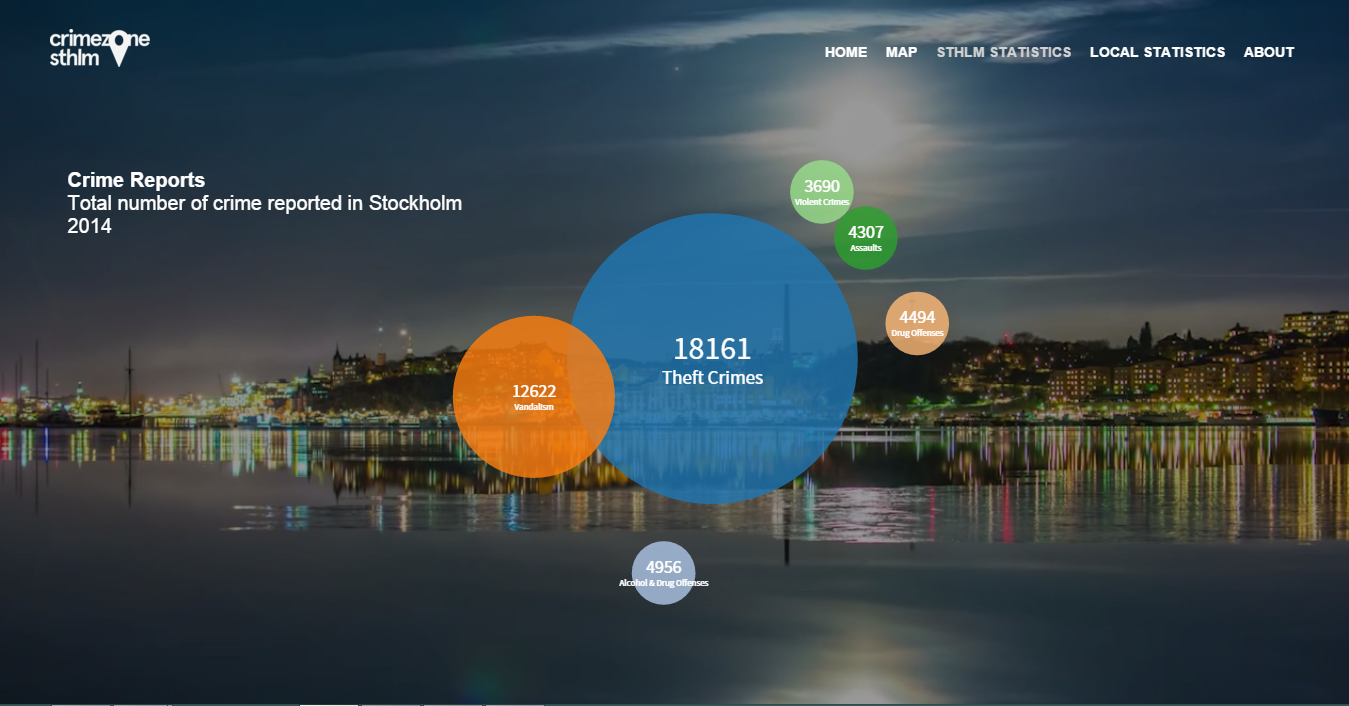 crimezone
sthlm
HOME MAP STHLM STATISTICS LOCAL STATISTICS ABOUT
Crime Reports
Total number of crime reported in Stockholm
2014
3690
Violent Crimes
4307
Assaults
4494
Drug Offenses
18161
Theft Crimes
12622
Vandalism
4956
Alcohol & Drug Offenses